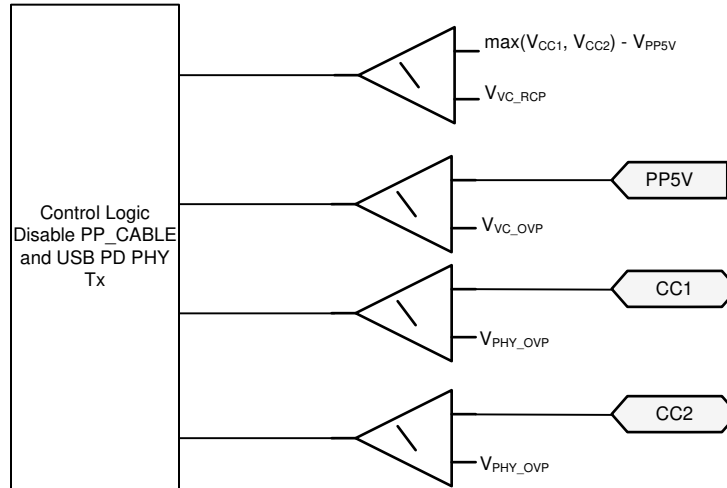 max(VCC1, VCC2) - VPP5V
VVC_RCP
PP5V
VVC_OVP
Control Logic
Disable PP_CABLE
and USB PD PHY
Tx
CC1
VPHY_OVP
CC2
VPHY_OVP